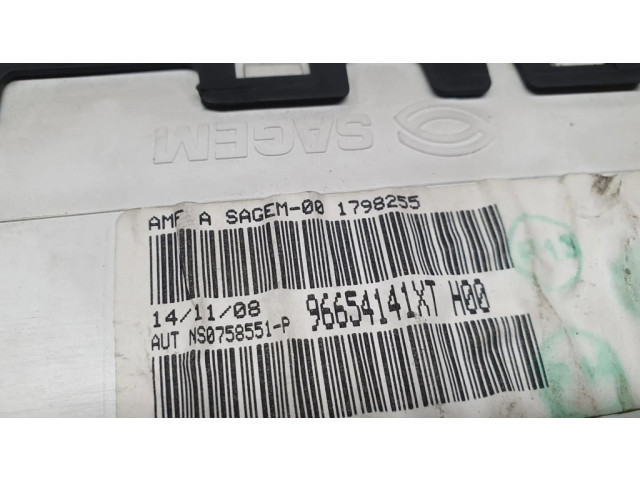 SAGEM
AMF A SAGEM-00 1798255
14/11/08
AUT NS0758551-P 96654141XT H00